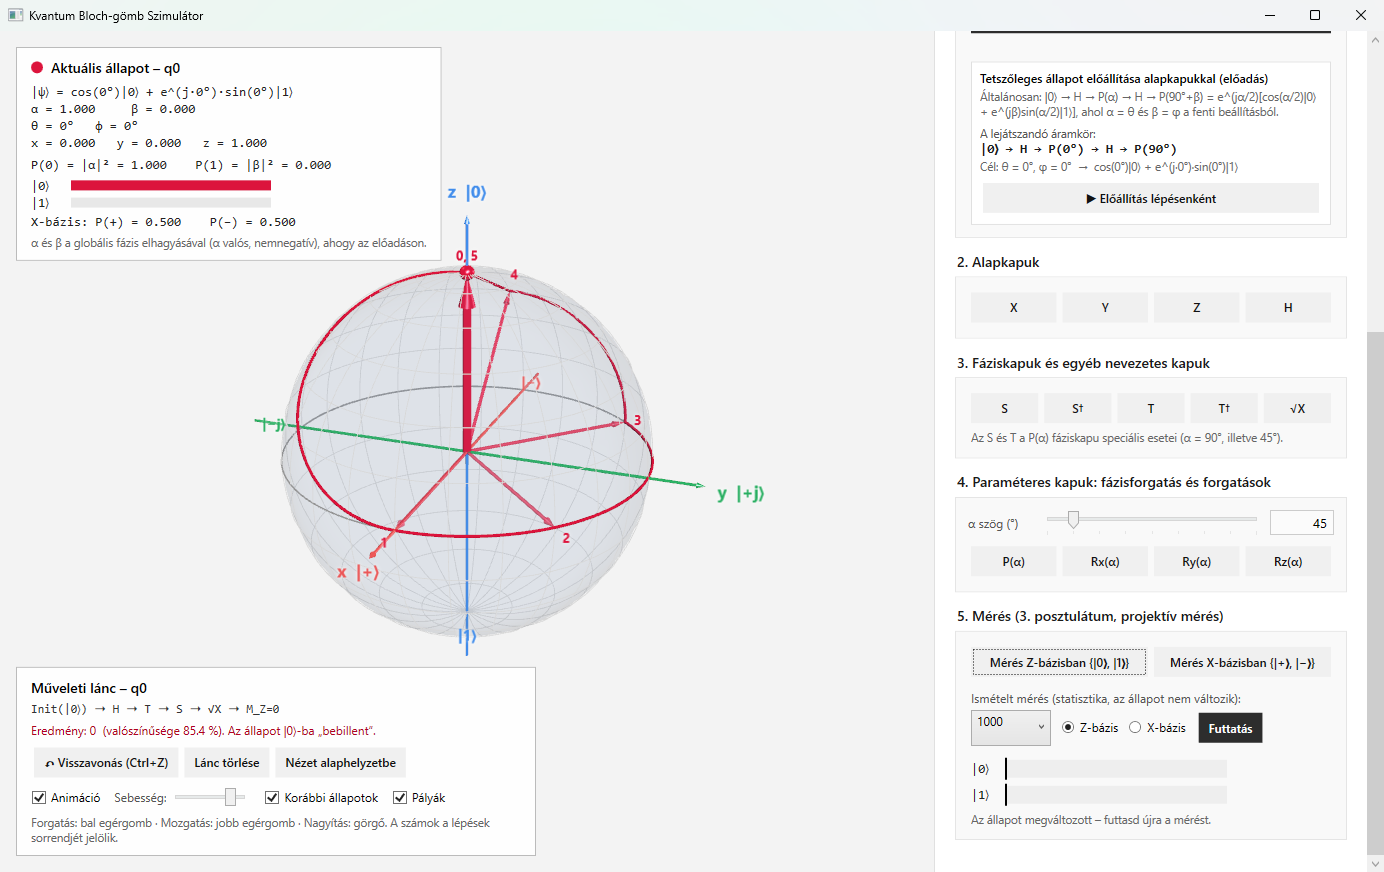 Kvantum Bloch-gömb Szimulátor
Aktuális állapot – q0
|ψ⟩ = cos(0°)|0⟩ + e^(j·0°)·sin(0°)|1⟩
α = 1.000 β = 0.000
θ = 0° ϕ = 0°
x = 0.000 y = 0.000 z = 1.000
P(0) = |α|² = 1.000 P(1) = |β|² = 0.000
|0⟩
|1⟩
X-bázis: P(+) = 0.500 P(−) = 0.500
α és β a globális fázis elhagyásával (α valós, nemnegatív), ahogy az előadáson.
z |0⟩
0,5
4
|−⟩
3
|−j⟩
y |+j⟩
2
1
x |+⟩
|1⟩
Műveleti lánc – q0
Init(|0⟩) → H → T → S → √X → M_Z=0
Eredmény: 0 (valószínűsége 85.4 %). Az állapot |0⟩-ba „bebillent”.
↶ Visszavonás (Ctrl+Z)
Lánc törlése
Nézet alaphelyzetbe
Animáció
Sebesség:
Korábbi állapotok
Pályák
Forgatás: bal egérgomb · Mozgatás: jobb egérgomb · Nagyítás: görgő. A számok a lépések
sorrendjét jelölik.
Tetszőleges állapot előállítása alapkapukkal (előadás)
Általánosan: |0⟩ → H → P(α) → H → P(90°+β) = e^(jα/2)[cos(α/2)|0⟩
+ e^(jβ)sin(α/2)|1⟩], ahol α = θ és β = φ a fenti beállításból.
A lejátszandó áramkör:
|0⟩ → H → P(0°) → H → P(90°)
Cél: θ = 0°, φ = 0° → cos(0°)|0⟩ + e^(j·0°)·sin(0°)|1⟩
▶ Előállítás lépésenként
2. Alapkapuk
X
Y
Z
H
3. Fáziskapuk és egyéb nevezetes kapuk
S
S†
T
T†
√X
Az S és T a P(α) fáziskapu speciális esetei (α = 90°, illetve 45°).
4. Paraméteres kapuk: fázisforgatás és forgatások
α szög (°)
45
P(α)
Rx(α)
Ry(α)
Rz(α)
5. Mérés (3. posztulátum, projektív mérés)
Mérés Z-bázisban {|0⟩, |1⟩}
Mérés X-bázisban {|+⟩, |−⟩}
Ismételt mérés (statisztika, az állapot nem változik):
1000
Z-bázis
X-bázis
Futtatás
|0⟩
|1⟩
Az állapot megváltozott – futtasd újra a mérést.